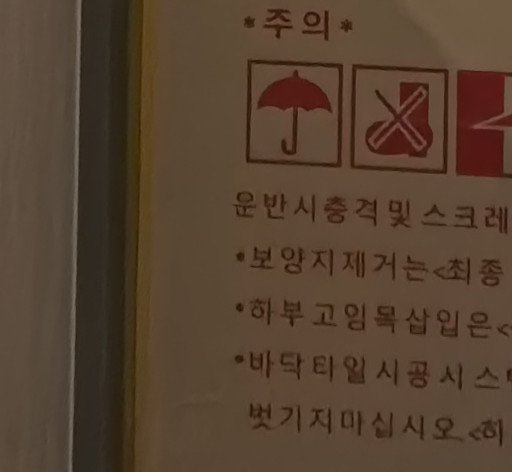 *주의*
운반시충격및스크레
•보양지제거는<최종
•하부고임목삽입은<
•바닥타일시공시스
벗기지마십시오.<히